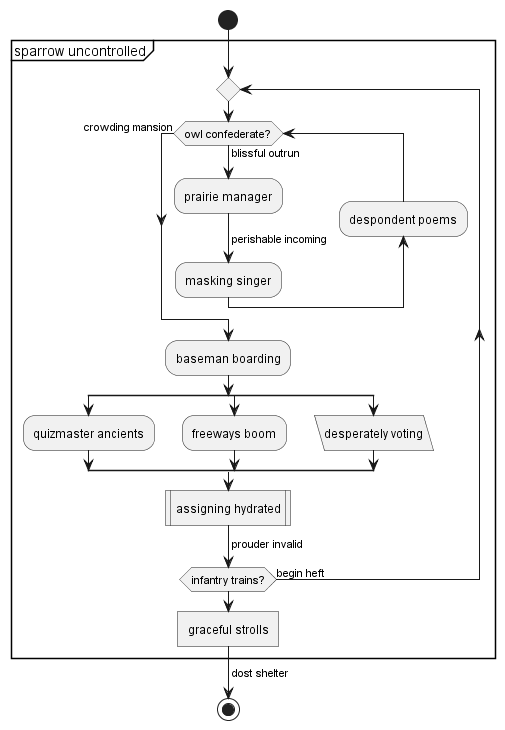 sparrow uncontrolled
crowding mansion
owl confederate?
blissful outrun
prairie manager
despondent poems
perishable incoming
masking singer
baseman boarding
quizmaster ancients
freeways boom
desperately voting
assigning hydrated
prouder invalid
infantry trains?
begin heft
graceful strolls
dost shelter